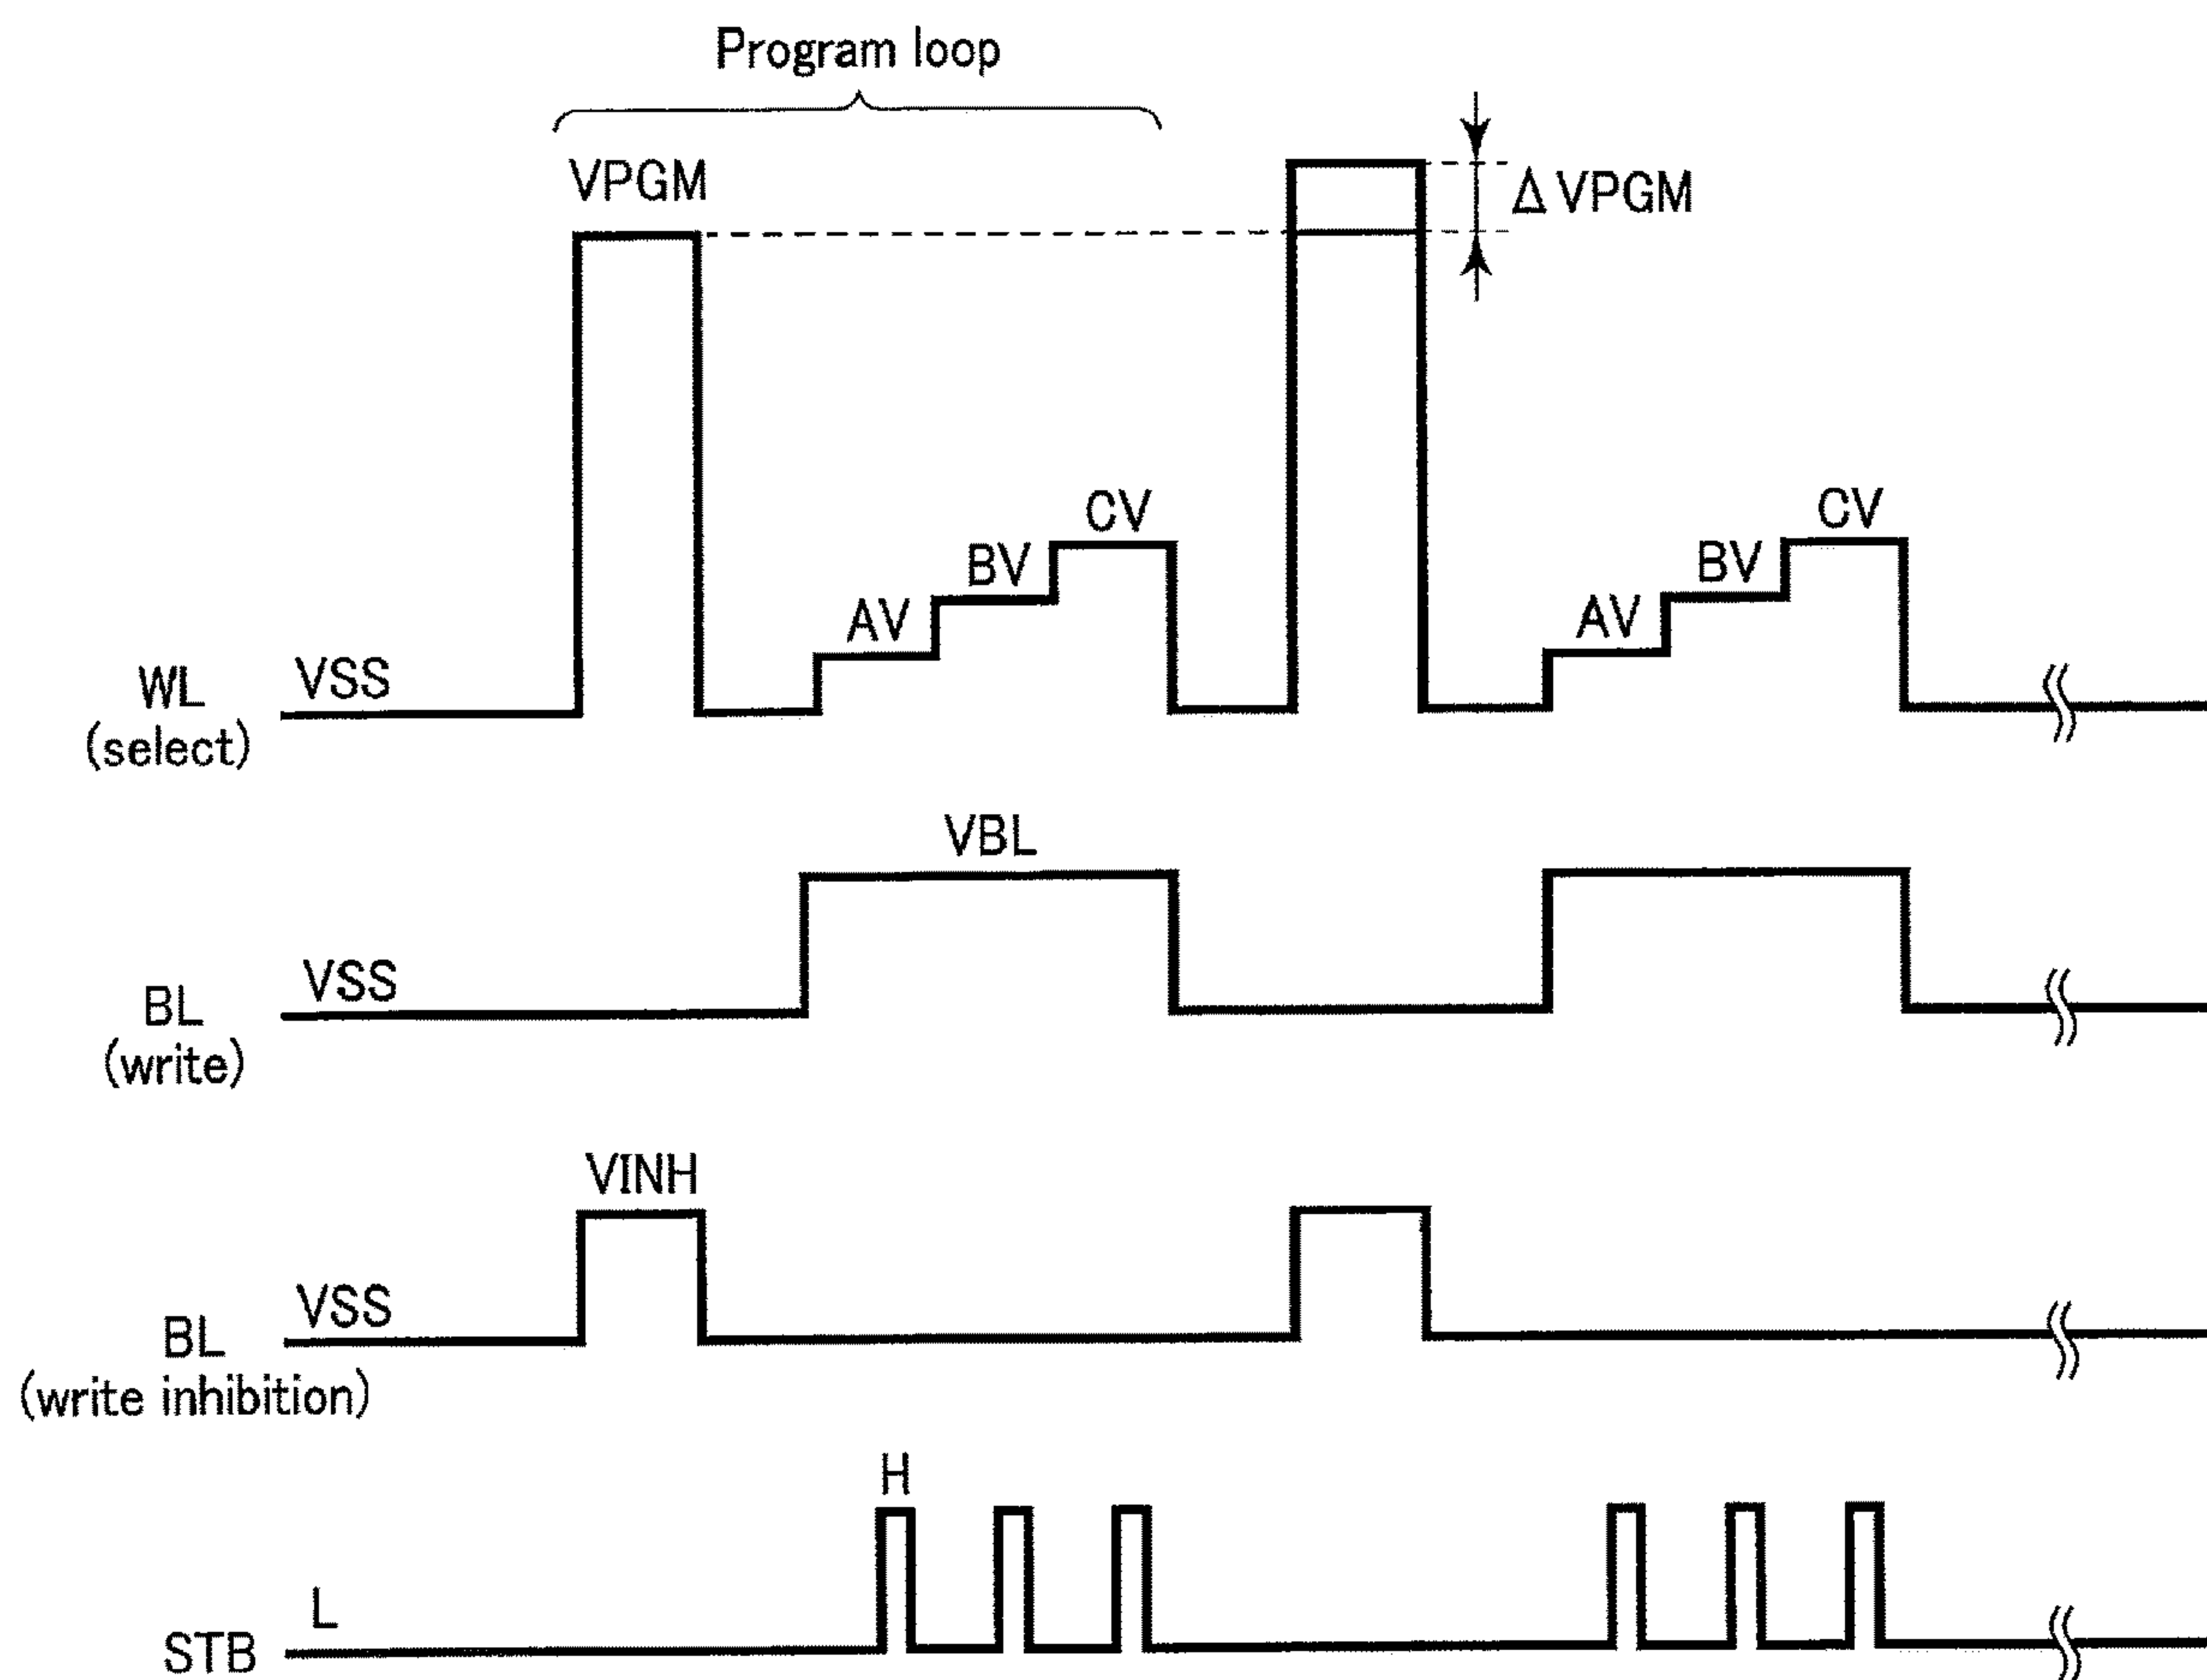 Program loop
VPGM
Δ VPGM
CV
CV
BV
BV
AV
AV
VSS
WL
(select)
VBL
VSS
BL
(write)
VINH
VSS
BL
(write inhibition)
H
L
STB